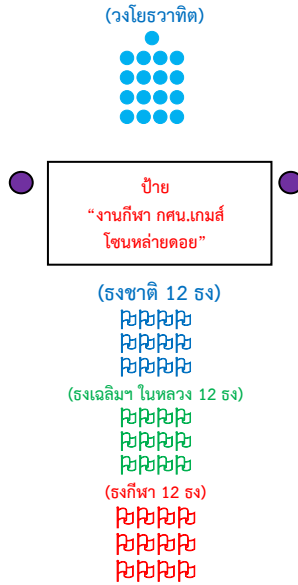 (วงโยธวาทิต)
ป้าย
“งานกีฬา กศน.เกมส์
โซนหล่ายดอย”
(ธงชาติ 12 ธง)
(ธงเฉลิมฯ ในหลวง 12 ธง)
(ธงกีฬา 12 ธง)